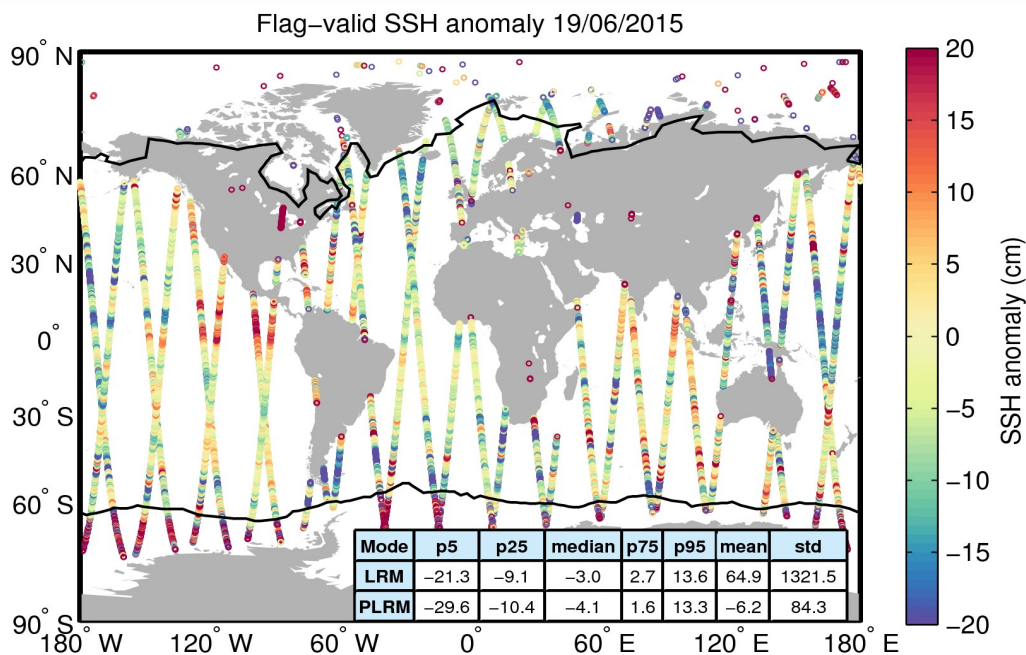 Flag−valid SSH anomaly 19/06/2015
90° N
60° N
30° N
0°
30° S
60° S
90° S
180° W
120° W
60° W
0°
60° E
120° E
180° E
Mode p5 p25 median p75 p95 mean std
LRM −21.3 −9.1 −3.0 2.7 13.6 64.9 1321.5
PLRM −29.6 −10.4 −4.1 1.6 13.3 −6.2 84.3
20
15
10
5
0
−5
−10
−15
−20
SSH anomaly (cm)